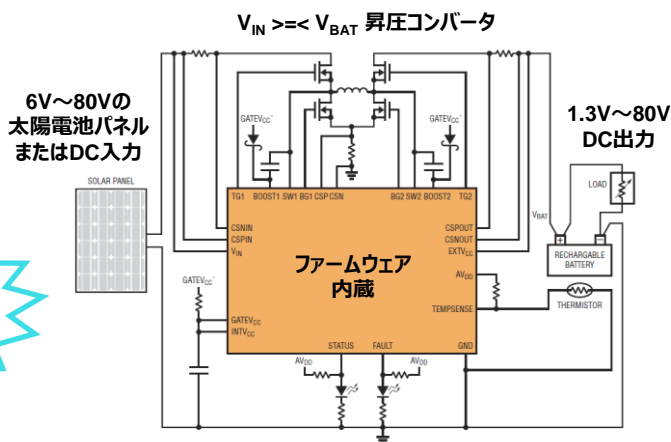 VIN >=< VBAT 昇圧コンバータ
6V～80Vの
太陽電池パネル
またはDC入力
1.3V～80V
DC出力
SOLAR PANEL
GATEVCC'
GATEVCC'
LOAD
TG1 BOOST1 SW1 BG1 CSP CSN BG2 SW2 BOOST2 TG2
VBAT
CSNIN
CSPIN
VIN
CSPOUT
CSNOUT
EXTVCC
RECHARGABLE
BATTERY
ファームウェア
内蔵
AVDD
GATEVCC'
TEMPSENSE
THERMISTOR
GATEVCC
INTVCC
STATUS FAULT GND
AVDD
AVDD